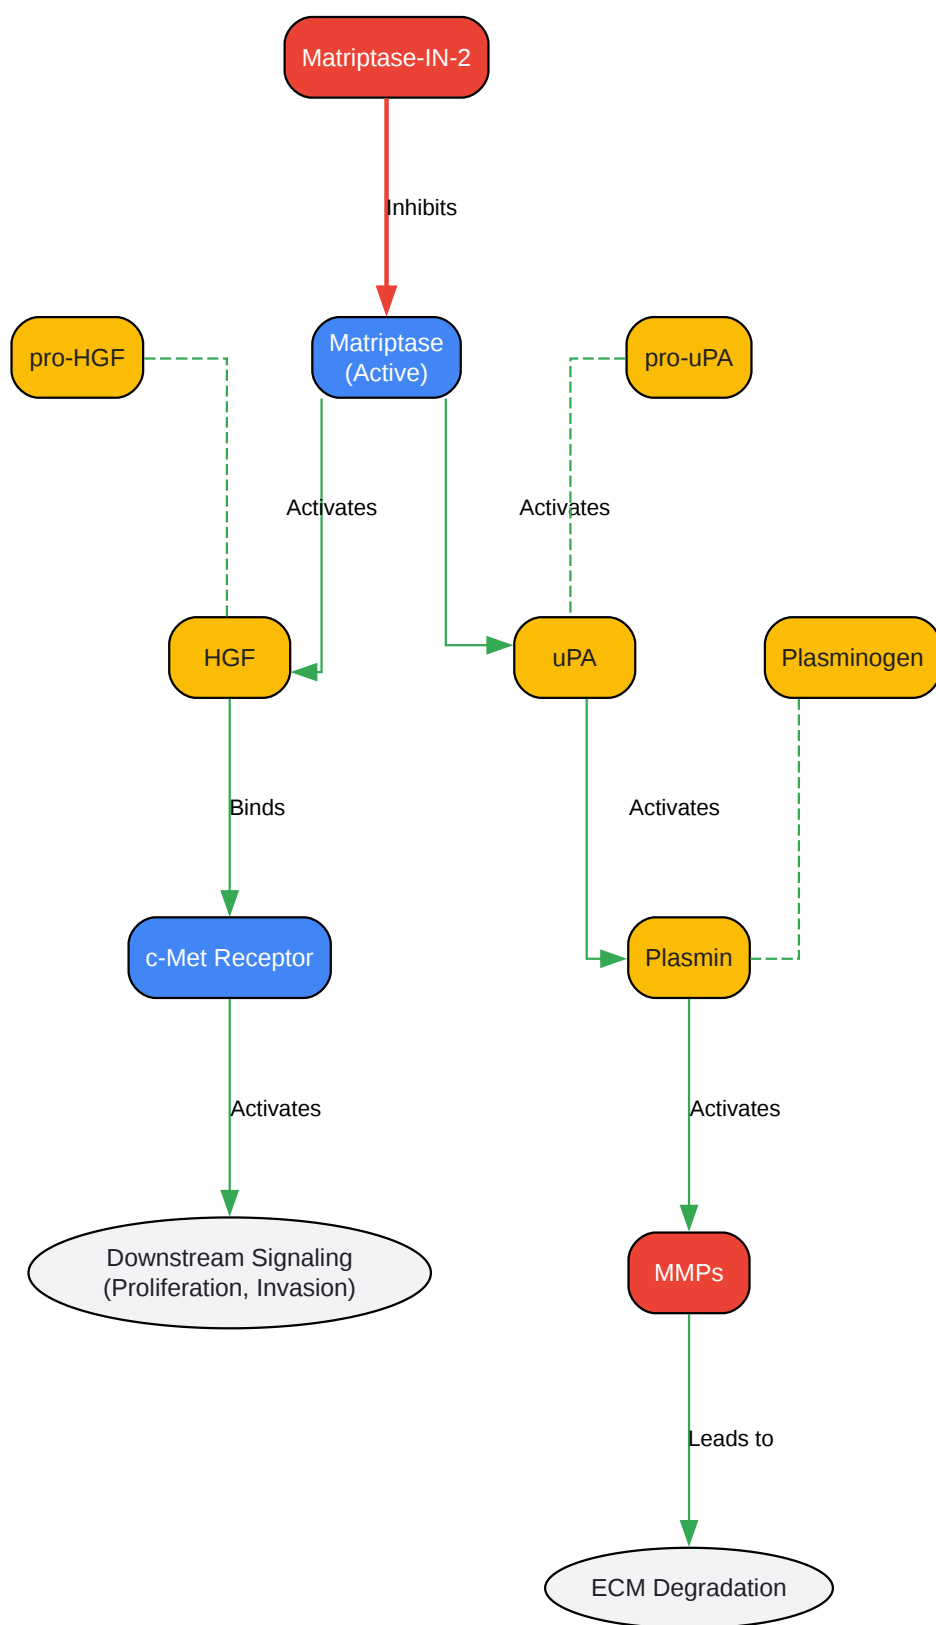 Matriptase-IN-2
Inhibits
pro-HGF
Matriptase
(Active)
pro-uPA
Activates
Activates
HGF
uPA
Plasminogen
Binds
Activates
c-Met Receptor
Plasmin
Activates
Activates
Downstream Signaling
(Proliferation, Invasion)
MMPs
Leads to
ECM Degradation